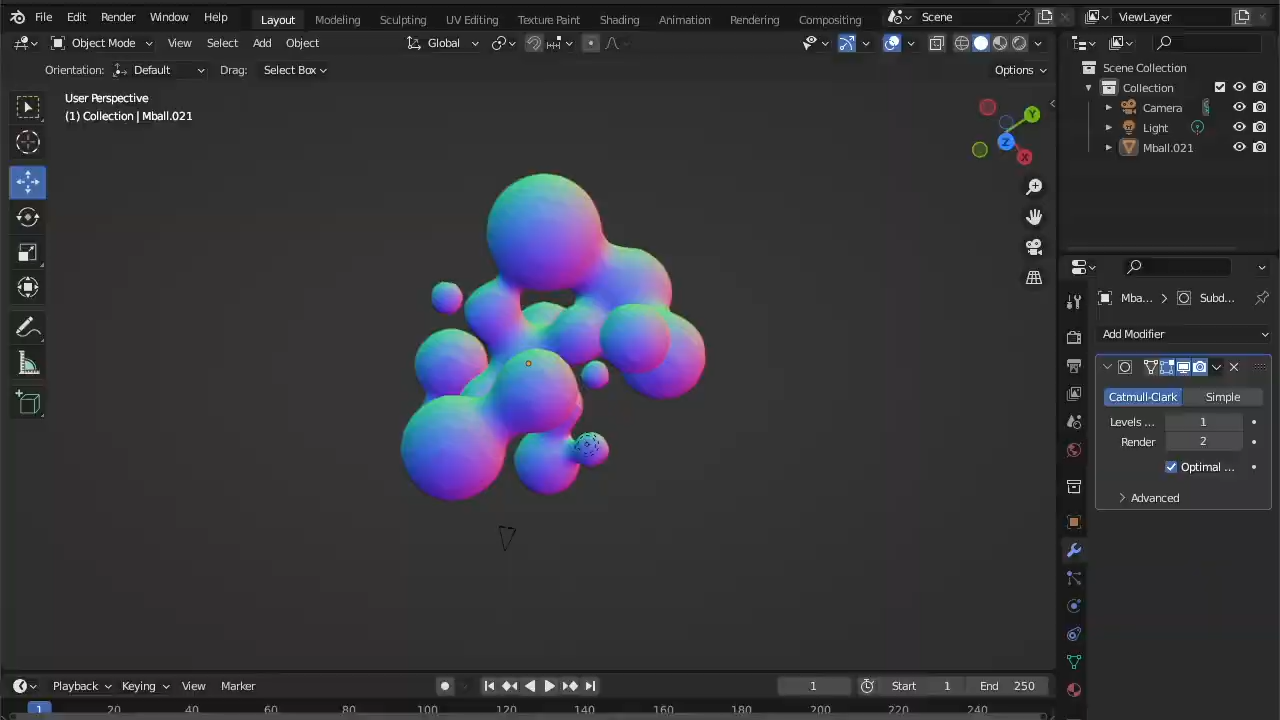 File Edit Render Window Help Layout Modeling Sculpting UV Editing Texture Paint Shading Animation Rendering Compositing Scene ViewLayer
Object Mode View Select Add Object Global
Orientation: Default Drag: Select Box Options
User Perspective
(1) Collection | Mball.021
Y
Z
X
Scene Collection
Collection
Camera
Light
Mball.021
Mba... Subd...
Add Modifier
Catmull-Clark Simple
Levels ... 1
Render 2
Optimal ...
Advanced
Playback Keying View Marker 1 Start 1 End 250
1 20 40 60 80 100 120 140 160 180 200 220 240